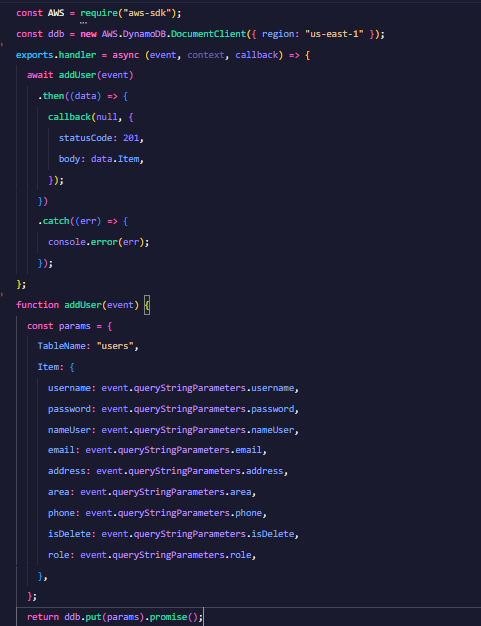 const AWS = require("aws-sdk");
const ddb = new AWS.DynamoDB.DocumentClient({ region: "us-east-1" });
exports.handler = async (event, context, callback) => {
  await addUser(event)
    .then((data) => {
      callback(null, {
        statusCode: 201,
        body: data.Item,
      });
    })
    .catch((err) => {
      console.error(err);
    });
};
function addUser(event) {
  const params = {
    TableName: "users",
    Item: {
      username: event.queryStringParameters.username,
      password: event.queryStringParameters.password,
      nameUser: event.queryStringParameters.nameUser,
      email: event.queryStringParameters.email,
      address: event.queryStringParameters.address,
      area: event.queryStringParameters.area,
      phone: event.queryStringParameters.phone,
      isDelete: event.queryStringParameters.isDelete,
      role: event.queryStringParameters.role,
    },
  };
  return ddb.put(params).promise();